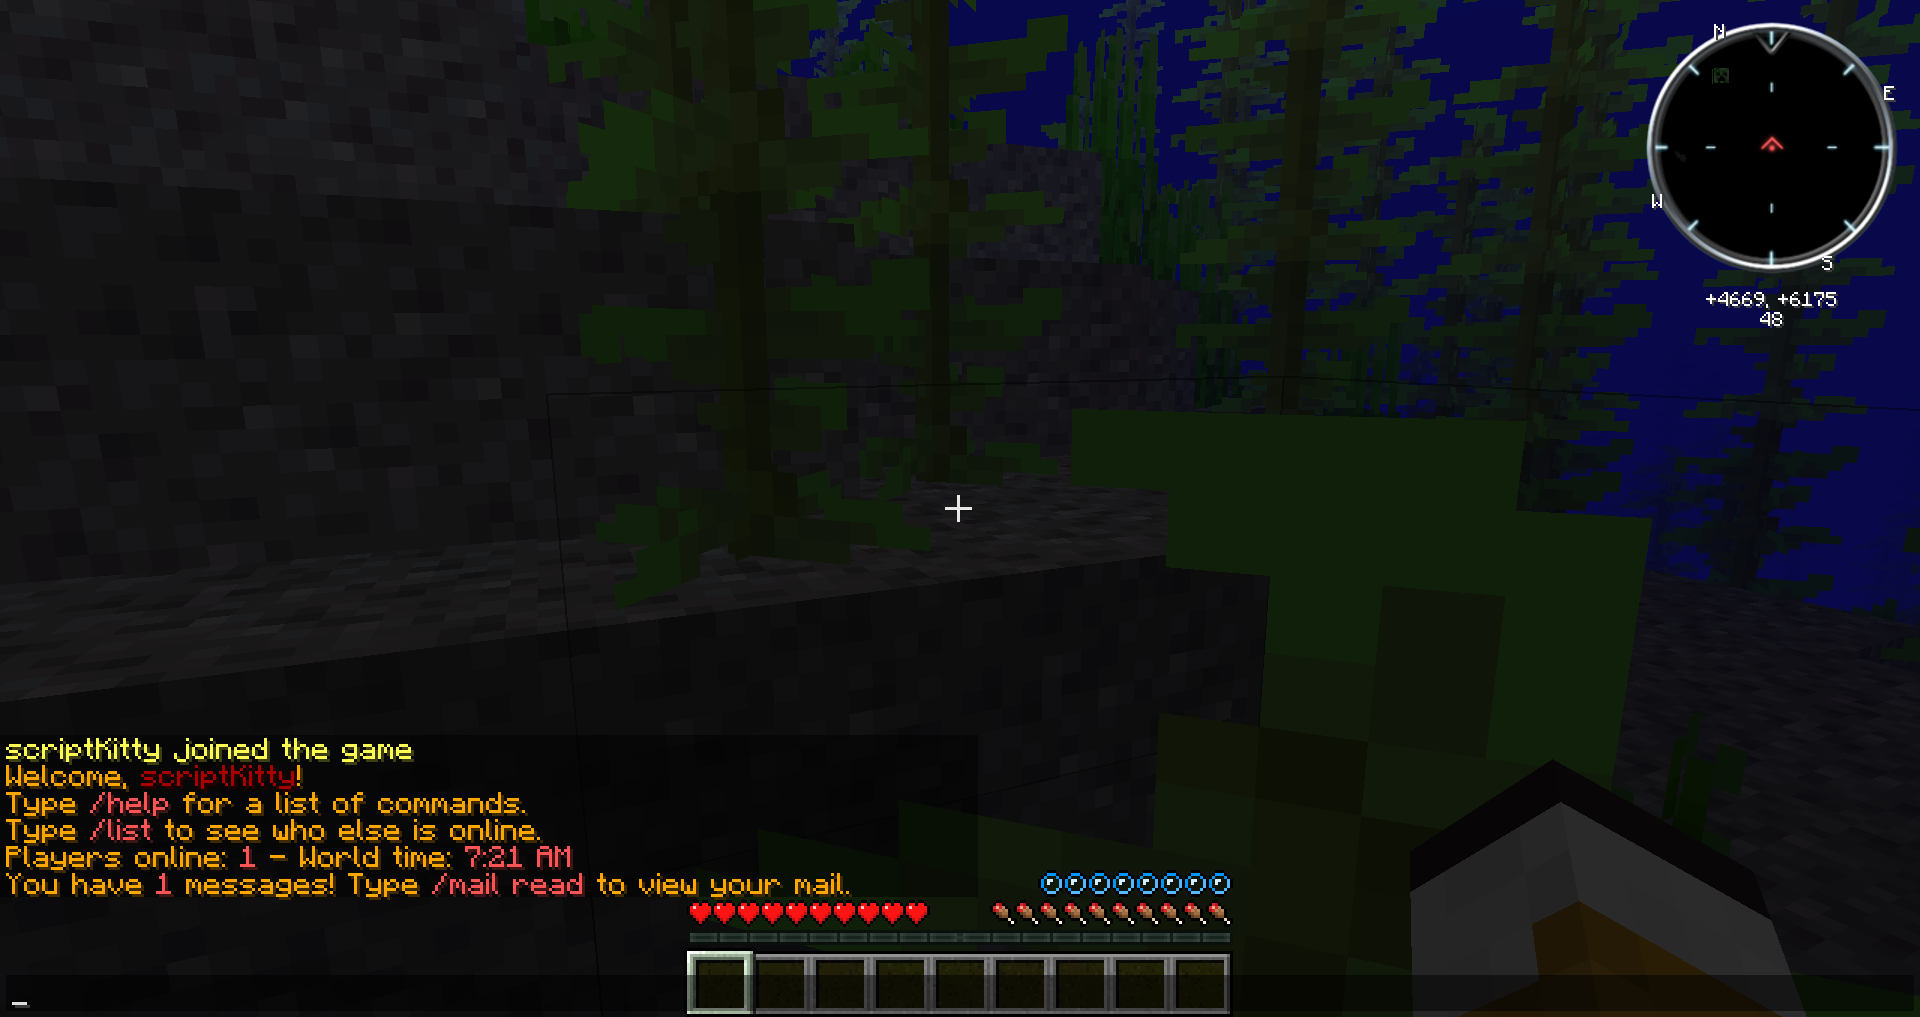 N
E
W
S
+4669, +6175
48
scriptKitty joined the game
Welcome, scriptKitty!
Type /help for a list of commands.
Type /list to see who else is online.
Players online: 1 - World time: 7:21 AM
You have 1 messages! Type /mail read to view your mail.
_